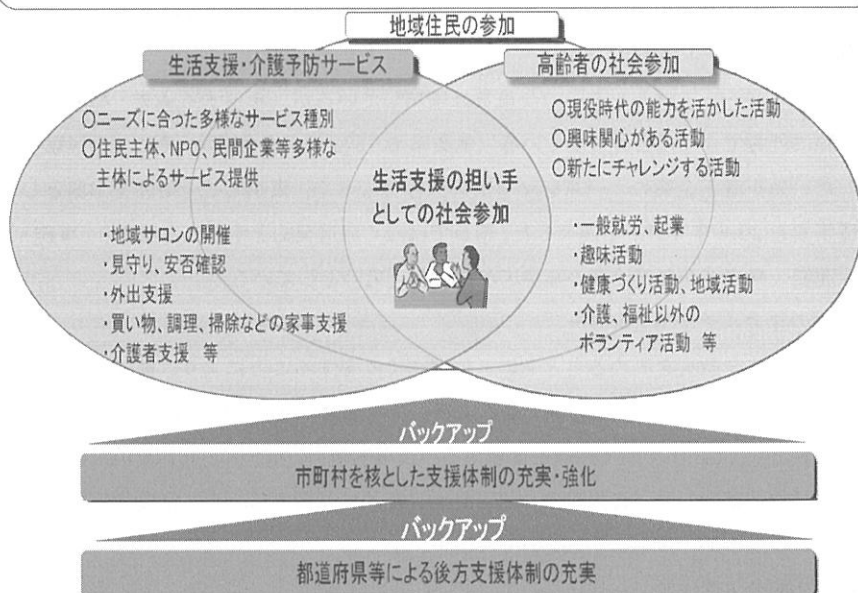 地域住民の参加
生活支援・介護予防サービス
○ニーズに合った多様なサービス種別
○住民主体、NPO、民間企業等多様な
主体によるサービス提供
・地域サロンの開催
・見守り、安否確認
・外出支援
・買い物、調理、掃除などの家事支援
・介護者支援 等
生活支援の担い手
としての社会参加
高齢者の社会参加
○現役時代の能力を活かした活動
○興味関心がある活動
○新たにチャレンジする活動
・一般就労、起業
・趣味活動
・健康づくり活動、地域活動
・介護、福祉以外の
ボランティア活動 等
バックアップ
市町村を核とした支援体制の充実・強化
バックアップ
都道府県等による後方支援体制の充実